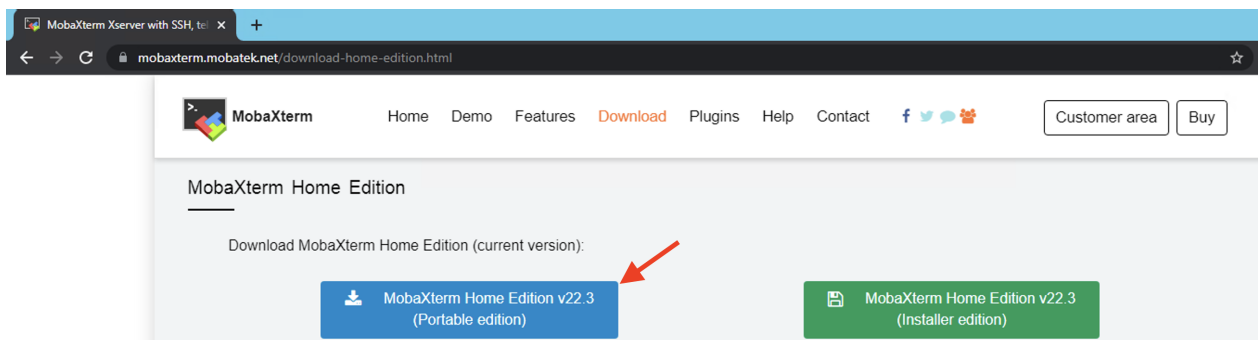 MobaXterm Xserver with SSH, tel
mobaxterm.mobatek.net/download-home-edition.html
MobaXterm Home Demo Features Download Plugins Help Contact Customer area Buy
MobaXterm Home Edition
Download MobaXterm Home Edition (current version):
MobaXterm Home Edition v22.3
(Portable edition)
MobaXterm Home Edition v22.3
(Installer edition)